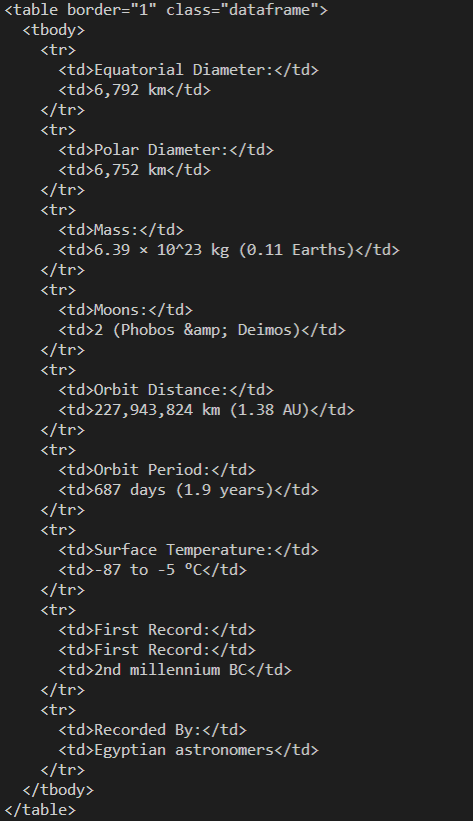 <table border="1" class="dataframe">
  <tbody>
    <tr>
      <td>Equatorial Diameter:</td>
      <td>6,792 km</td>
    </tr>
    <tr>
      <td>Polar Diameter:</td>
      <td>6,752 km</td>
    </tr>
    <tr>
      <td>Mass:</td>
      <td>6.39 × 10^23 kg (0.11 Earths)</td>
    </tr>
    <tr>
      <td>Moons:</td>
      <td>2 (Phobos &amp; Deimos)</td>
    </tr>
    <tr>
      <td>Orbit Distance:</td>
      <td>227,943,824 km (1.38 AU)</td>
    </tr>
    <tr>
      <td>Orbit Period:</td>
      <td>687 days (1.9 years)</td>
    </tr>
    <tr>
      <td>Surface Temperature:</td>
      <td>-87 to -5 °C</td>
    </tr>
    <tr>
      <td>First Record:</td>
      <td>First Record:</td>
      <td>2nd millennium BC</td>
    </tr>
    <tr>
      <td>Recorded By:</td>
      <td>Egyptian astronomers</td>
    </tr>
  </tbody>
</table>